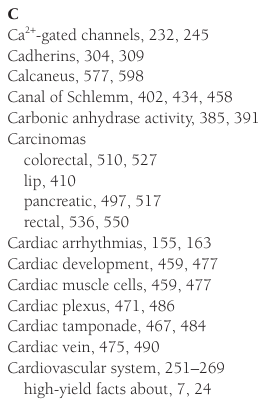 C
Ca²⁺-gated channels, 232, 245
Cadherins, 304, 309
Calcaneus, 577, 598
Canal of Schlemm, 402, 434, 458
Carbonic anhydrase activity, 385, 391
Carcinomas
colorectal, 510, 527
lip, 410
pancreatic, 497, 517
rectal, 536, 550
Cardiac arrhythmias, 155, 163
Cardiac development, 459, 477
Cardiac muscle cells, 459, 477
Cardiac plexus, 471, 486
Cardiac tamponade, 467, 484
Cardiac vein, 475, 490
Cardiovascular system, 251–269
high-yield facts about, 7, 24